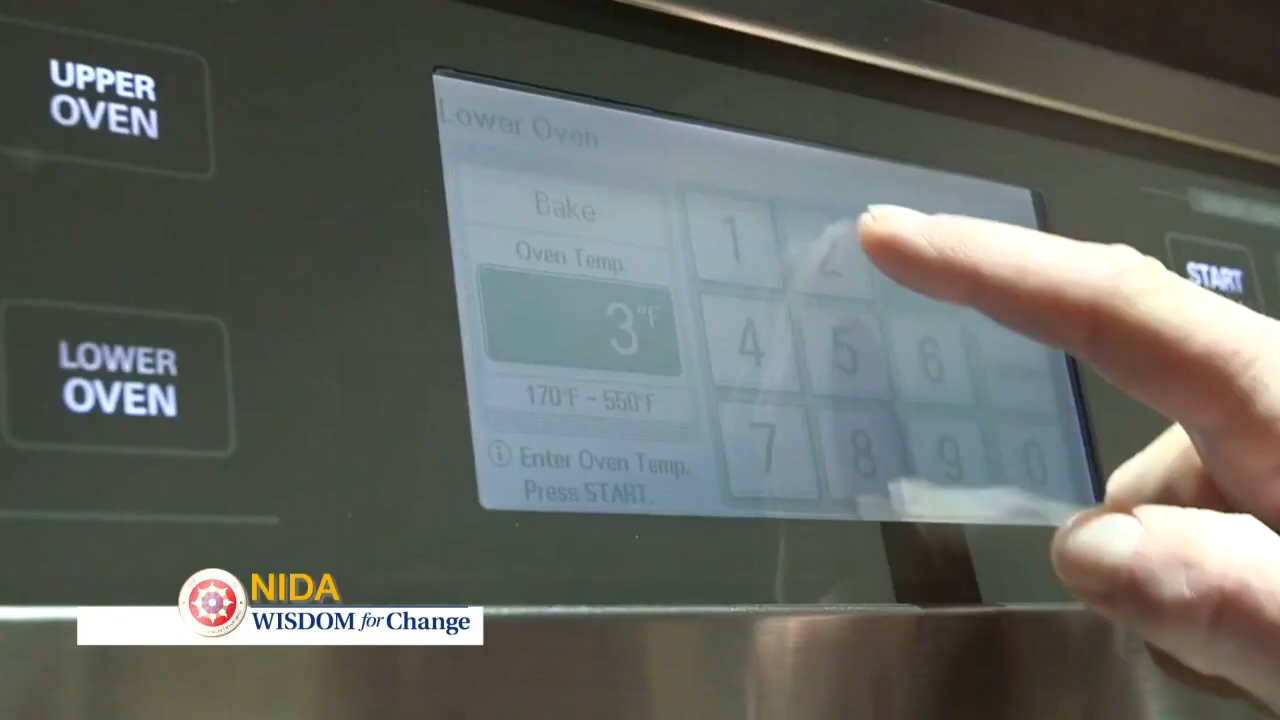 UPPER
OVEN
LOWER
OVEN
Lower Oven
Bake
Oven Temp.
3°F
170°F - 550°F
ⓘ Enter Oven Temp.
Press START.
1 2
4 5 6
7 8 9 0
START
NIDA
WISDOM for Change